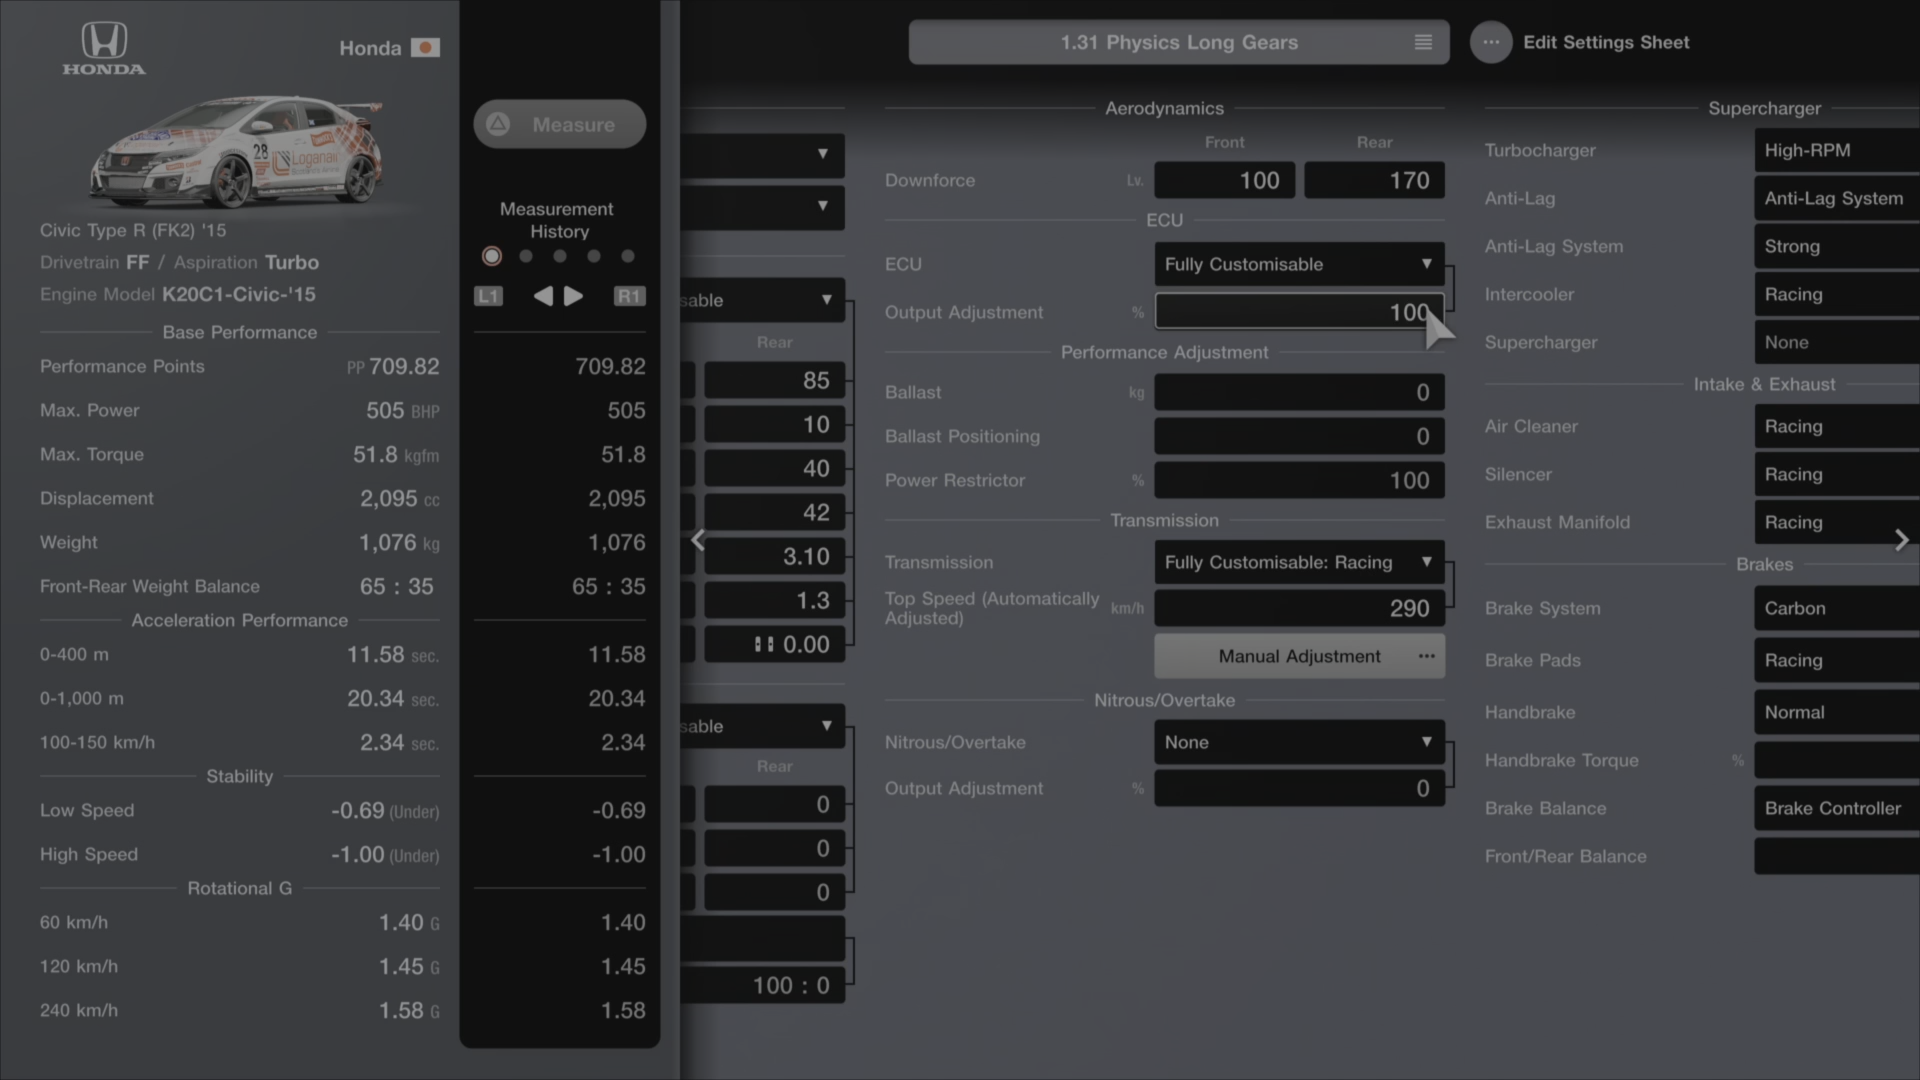 HONDA
Honda
Civic Type R (FK2) '15
Drivetrain FF / Aspiration Turbo
Engine Model K20C1-Civic-'15
Base Performance
Performance Points PP 709.82
Max. Power 505 BHP
Max. Torque 51.8 kgfm
Displacement 2,095 cc
Weight 1,076 kg
Front-Rear Weight Balance 65 : 35
Acceleration Performance
0-400 m 11.58 sec.
0-1,000 m 20.34 sec.
100-150 km/h 2.34 sec.
Stability
Low Speed -0.69 (Under)
High Speed -1.00 (Under)
Rotational G
60 km/h 1.40 G
120 km/h 1.45 G
240 km/h 1.58 G
28
Loganair
Measure
Measurement
History
L1 R1
709.82
505
51.8
2,095
1,076
65 : 35
11.58
20.34
2.34
-0.69
-1.00
1.40
1.45
1.58
1.31 Physics Long Gears
Edit Settings Sheet
sable
Rear
85
10
40
42
3.10
1.3
0.00
sable
Rear
0
0
0
100 : 0
Aerodynamics
Front Rear
Downforce Lv. 100 170
ECU
ECU Fully Customisable
Output Adjustment % 100
Performance Adjustment
Ballast kg 0
Ballast Positioning 0
Power Restrictor % 100
Transmission
Transmission Fully Customisable: Racing
Top Speed (Automatically
Adjusted) km/h 290
Manual Adjustment
Nitrous/Overtake
Nitrous/Overtake None
Output Adjustment % 0
Supercharger
Turbocharger High-RPM
Anti-Lag Anti-Lag System
Anti-Lag System Strong
Intercooler Racing
Supercharger None
Intake & Exhaust
Air Cleaner Racing
Silencer Racing
Exhaust Manifold Racing
Brakes
Brake System Carbon
Brake Pads Racing
Handbrake Normal
Handbrake Torque %
Brake Balance Brake Controller
Front/Rear Balance